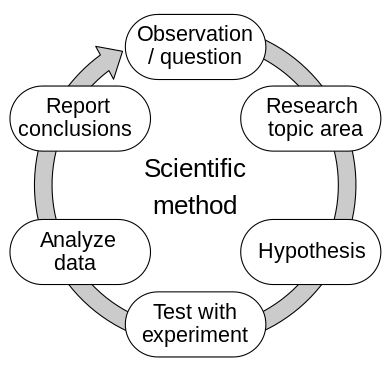 Observation
/ question
Research
topic area
Hypothesis
Test with
experiment
Analyze
data
Report
conclusions
Scientific
method